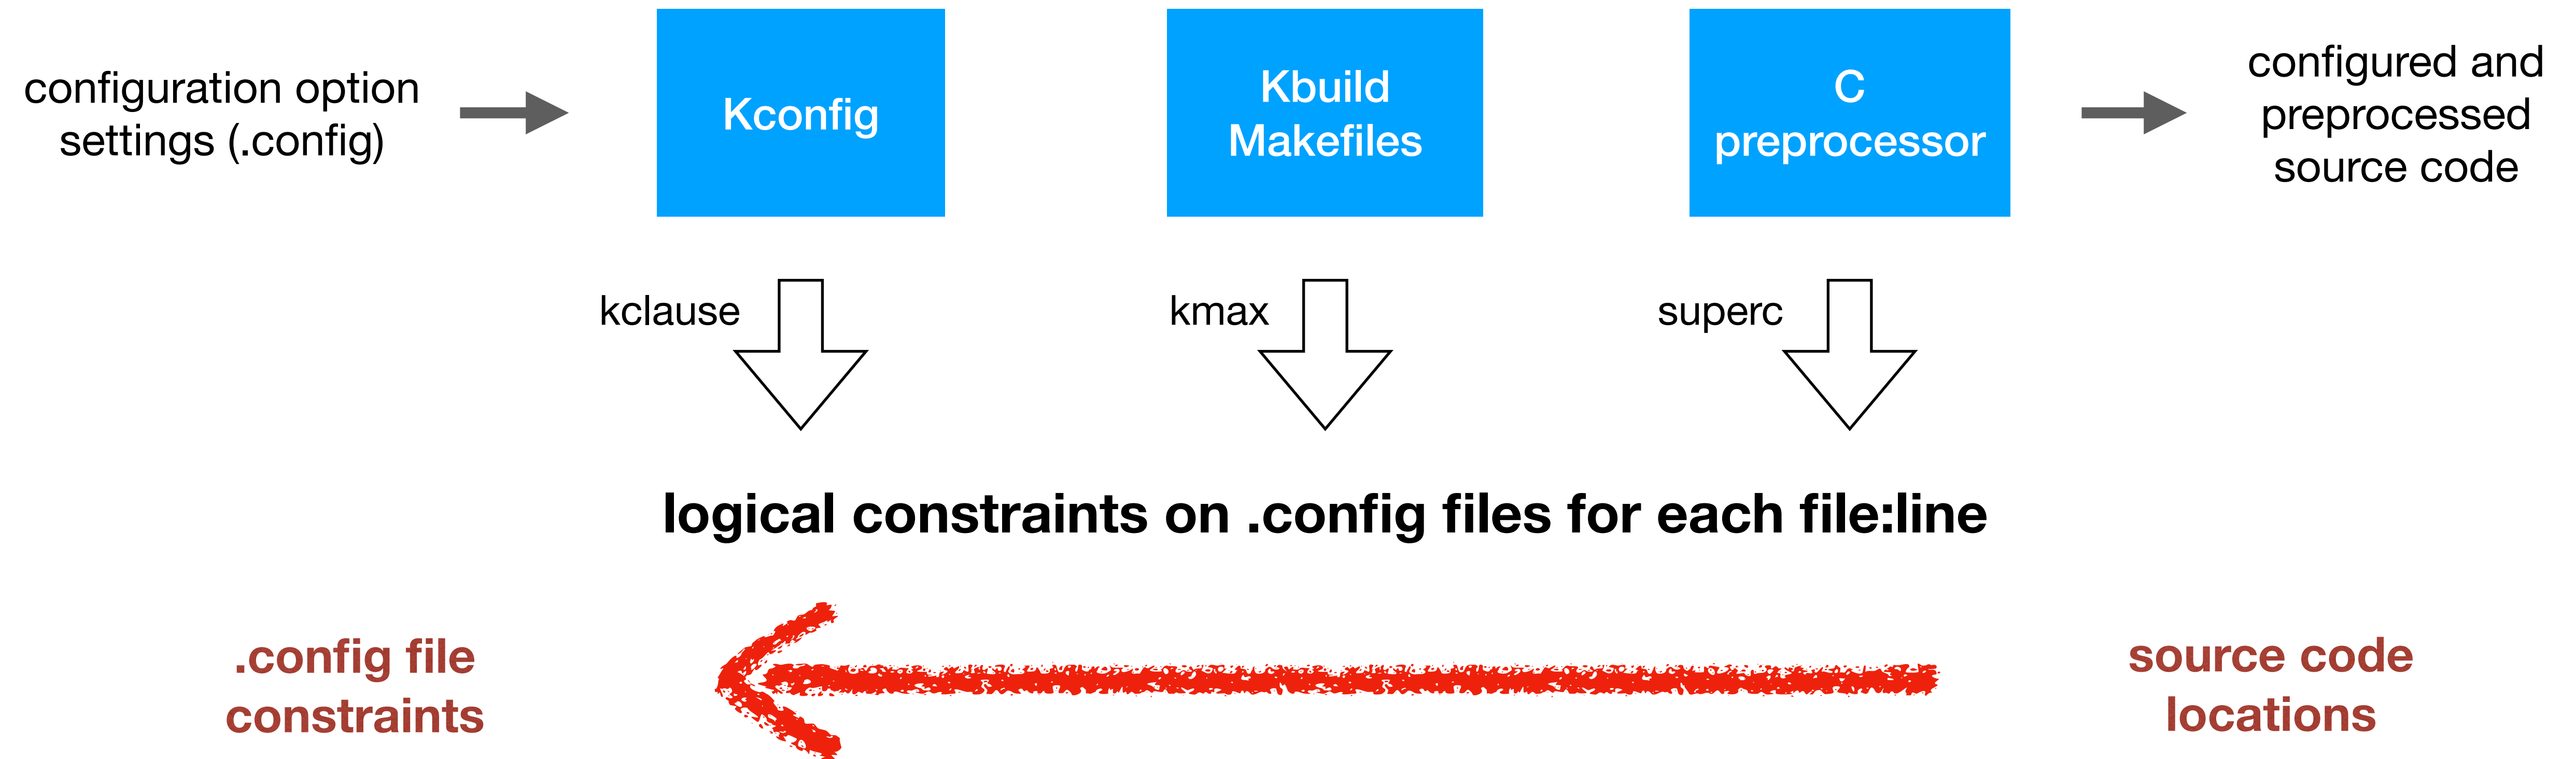 configuration option
settings (.config)
Kconfig
Kbuild
Makefiles
C
preprocessor
configured and
preprocessed
source code
kclause
kmax
superc
logical constraints on .config files for each file:line
.config file
constraints
source code
locations